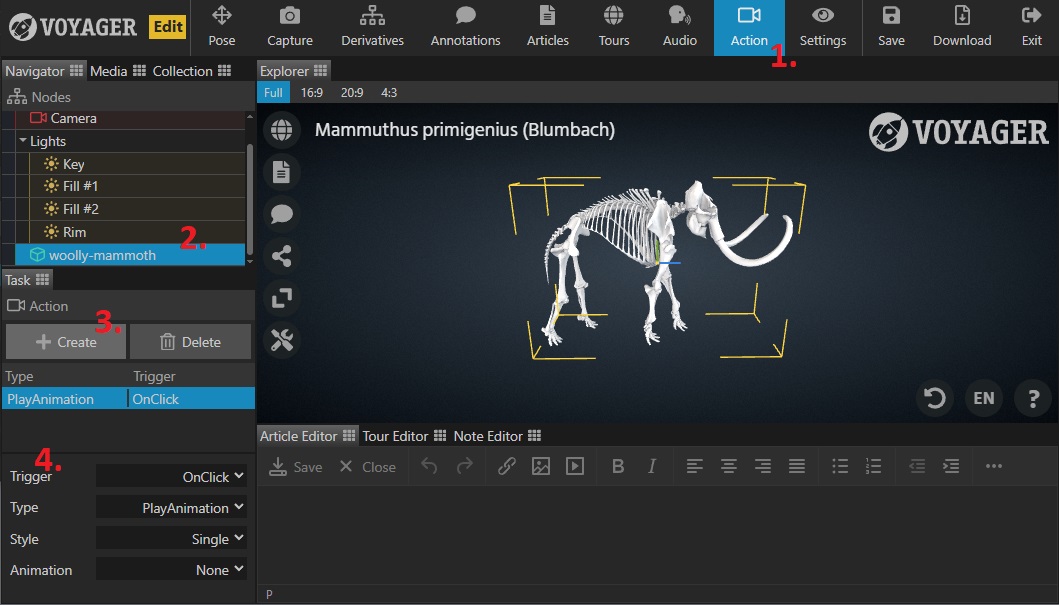 VOYAGER Edit
Pose Capture Derivatives Annotations Articles Tours Audio Action Settings Save Download Exit
1.
Navigator Media Collection
Nodes
Camera
Lights
Key
Fill #1
Fill #2
Rim
2.
woolly-mammoth
Task
Action
3.
Create Delete
Type Trigger
PlayAnimation OnClick
4.
Trigger OnClick
Type PlayAnimation
Style Single
Animation None
Explorer
Full 16:9 20:9 4:3
Mammuthus primigenius (Blumbach)
VOYAGER
EN ?
Article Editor Tour Editor Note Editor
Save Close B I
P